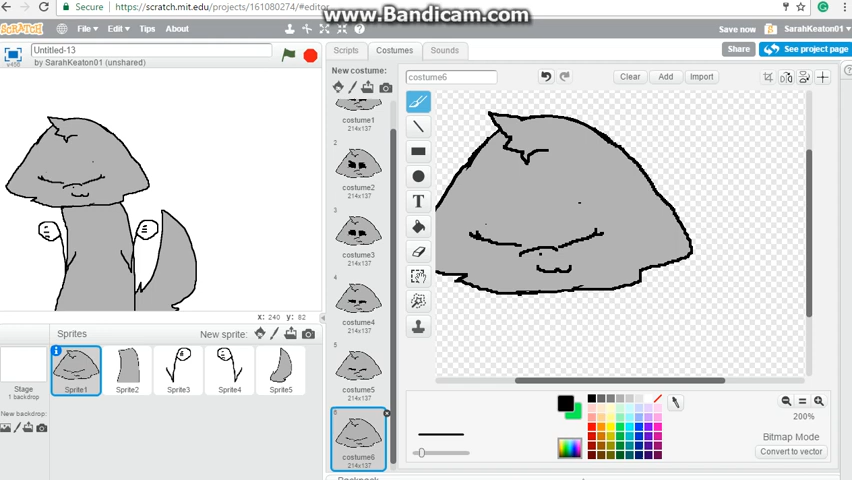 Secure https://scratch.mit.edu/projects/161080274/#editor
www.Bandicam.com
SCRATCH File Edit Tips About
SarahKeaton01
v456
Untitled-13
by SarahKeaton01 (unshared)
Scripts Costumes Sounds
Save now
Share See project page
New costume:
costume6
Clear Add Import
costume1
214x137
2
costume2
214x137
3
costume3
214x137
4
costume4
214x137
5
costume5
214x137
6
costume6
214x137
T
x: 240 y: 82
Sprites New sprite:
Stage
1 backdrop
New backdrop:
Sprite1 Sprite2 Sprite3 Sprite4 Sprite5
200%
Bitmap Mode
Convert to vector